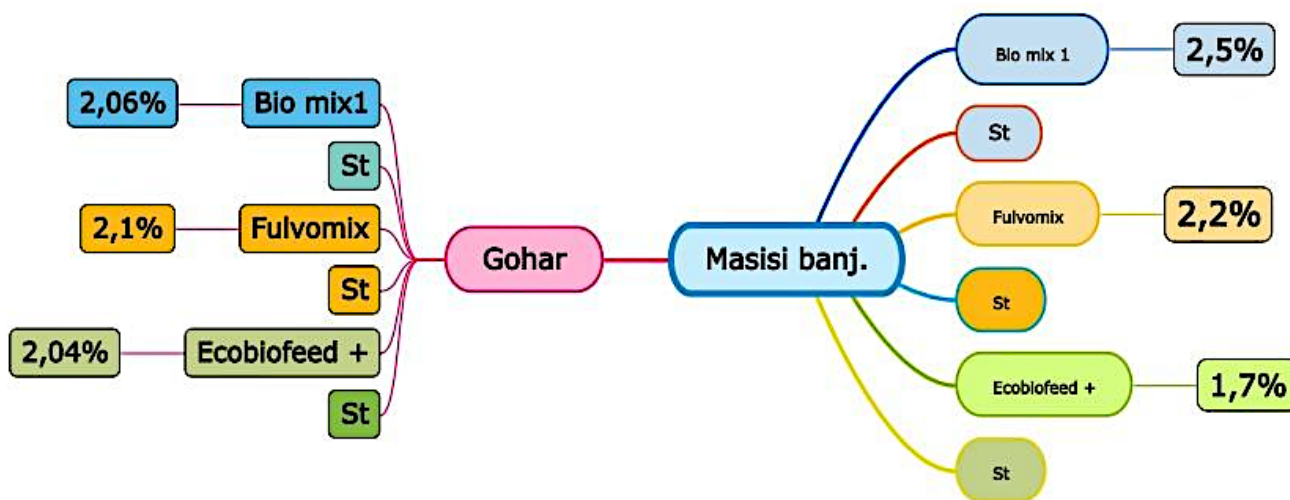 2,06%
Bio mix1
St
2,1%
Fulvomix
St
2,04%
Ecobiofeed +
St
Gohar
Masisi banj.
Bio mix 1
2,5%
St
Fulvomix
2,2%
St
Ecobiofeed +
1,7%
St